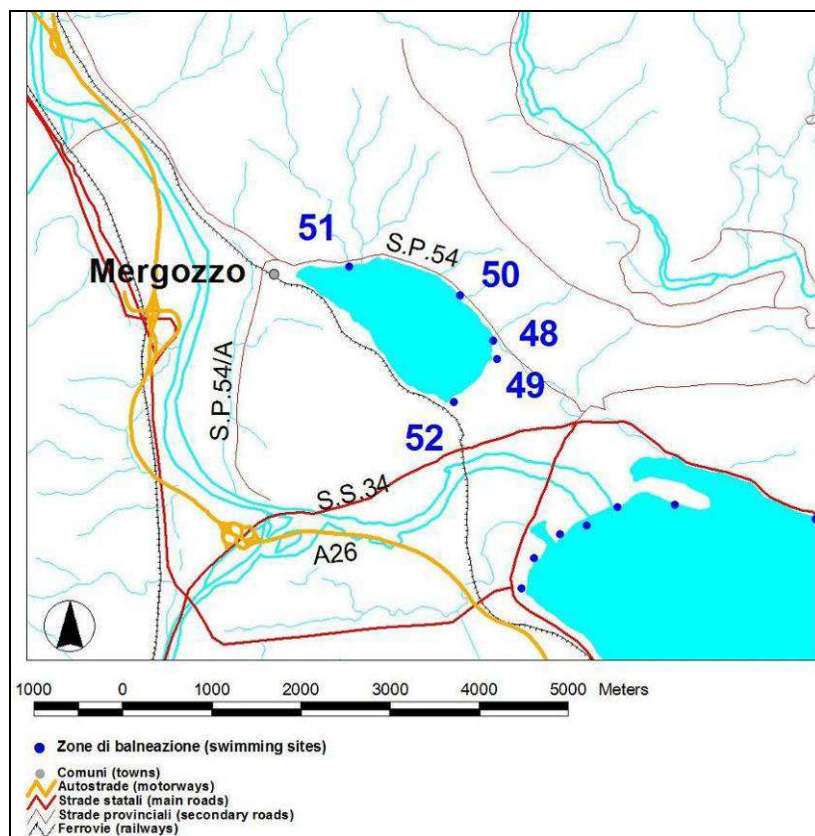 51
S.P.54
Mergozzo
50
48
49
S.P.54/A
52
S.S.34
A26
1000 0 1000 2000 3000 4000 5000 Meters
Zone di balneazione (swimming sites)
Comuni (towns)
Autostrade (motorways)
Strade statali (main roads)
Strade provinciali (secondary roads)
Ferrovie (railways)